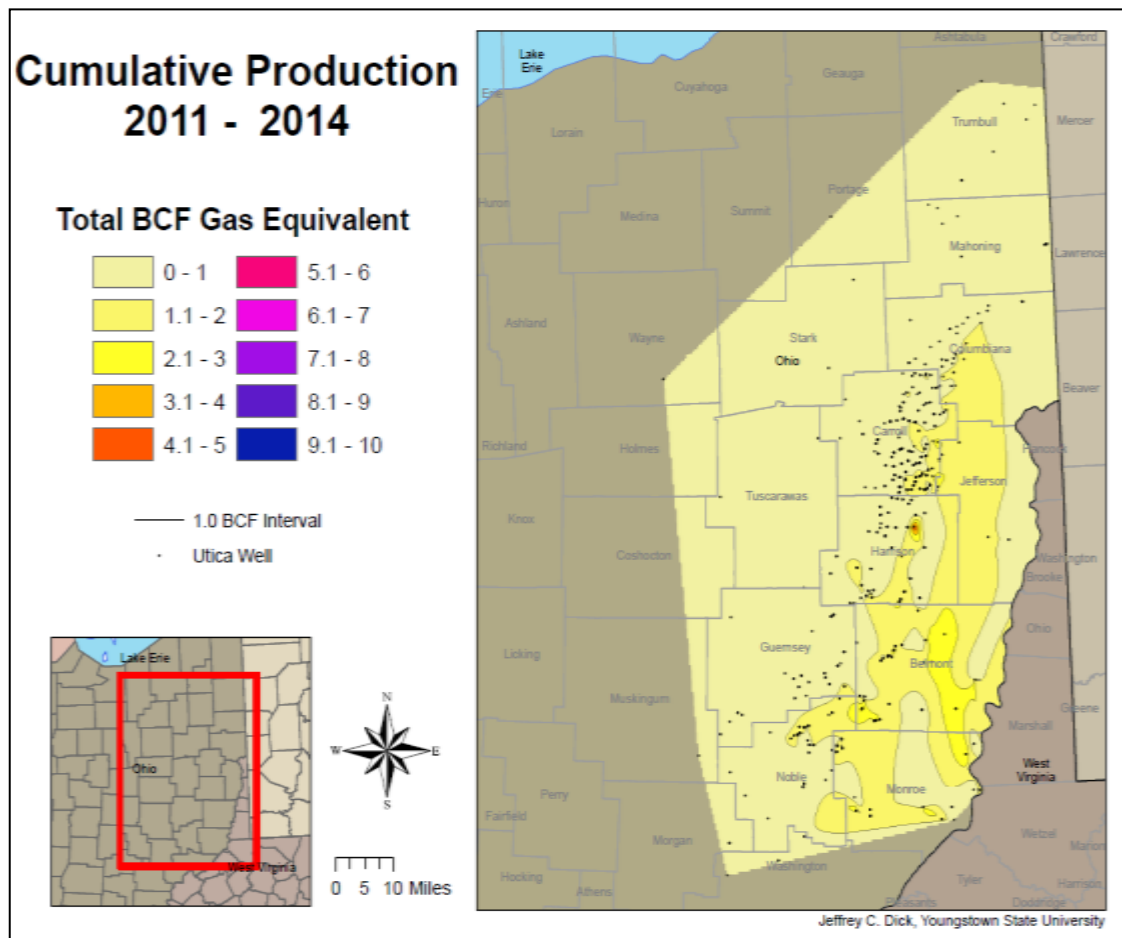 Cumulative Production
2011 - 2014
Total BCF Gas Equivalent
0 - 1
5.1 - 6
1.1 - 2
6.1 - 7
2.1 - 3
7.1 - 8
3.1 - 4
8.1 - 9
4.1 - 5
9.1 - 10
1.0 BCF Interval
Utica Well
Lake Erie
Ohio
West Virginia
N
W
E
S
0 5 10 Miles
Ashtabula
Crawford
Lake
Erie
Geauga
Cuyahoga
Erie
Trumbull
Mercer
Lorain
Portage
Huron
Medina
Summit
Mahoning
Lawrence
Ashland
Wayne
Stark
Columbiana
Ohio
Beaver
Carroll
Richland
Holmes
Hancock
Jefferson
Tuscarawas
Knox
Harrison
Coshocton
Washington
Brooke
Ohio
Guernsey
Licking
Belmont
Muskingum
Greene
Marshall
West
Virginia
Noble
Monroe
Perry
Fairfield
Morgan
Wetzel
Marion
Washington
Hocking
Tyler
Harrison
Athens
Pleasants
Doddridge
Jeffrey C. Dick, Youngstown State University